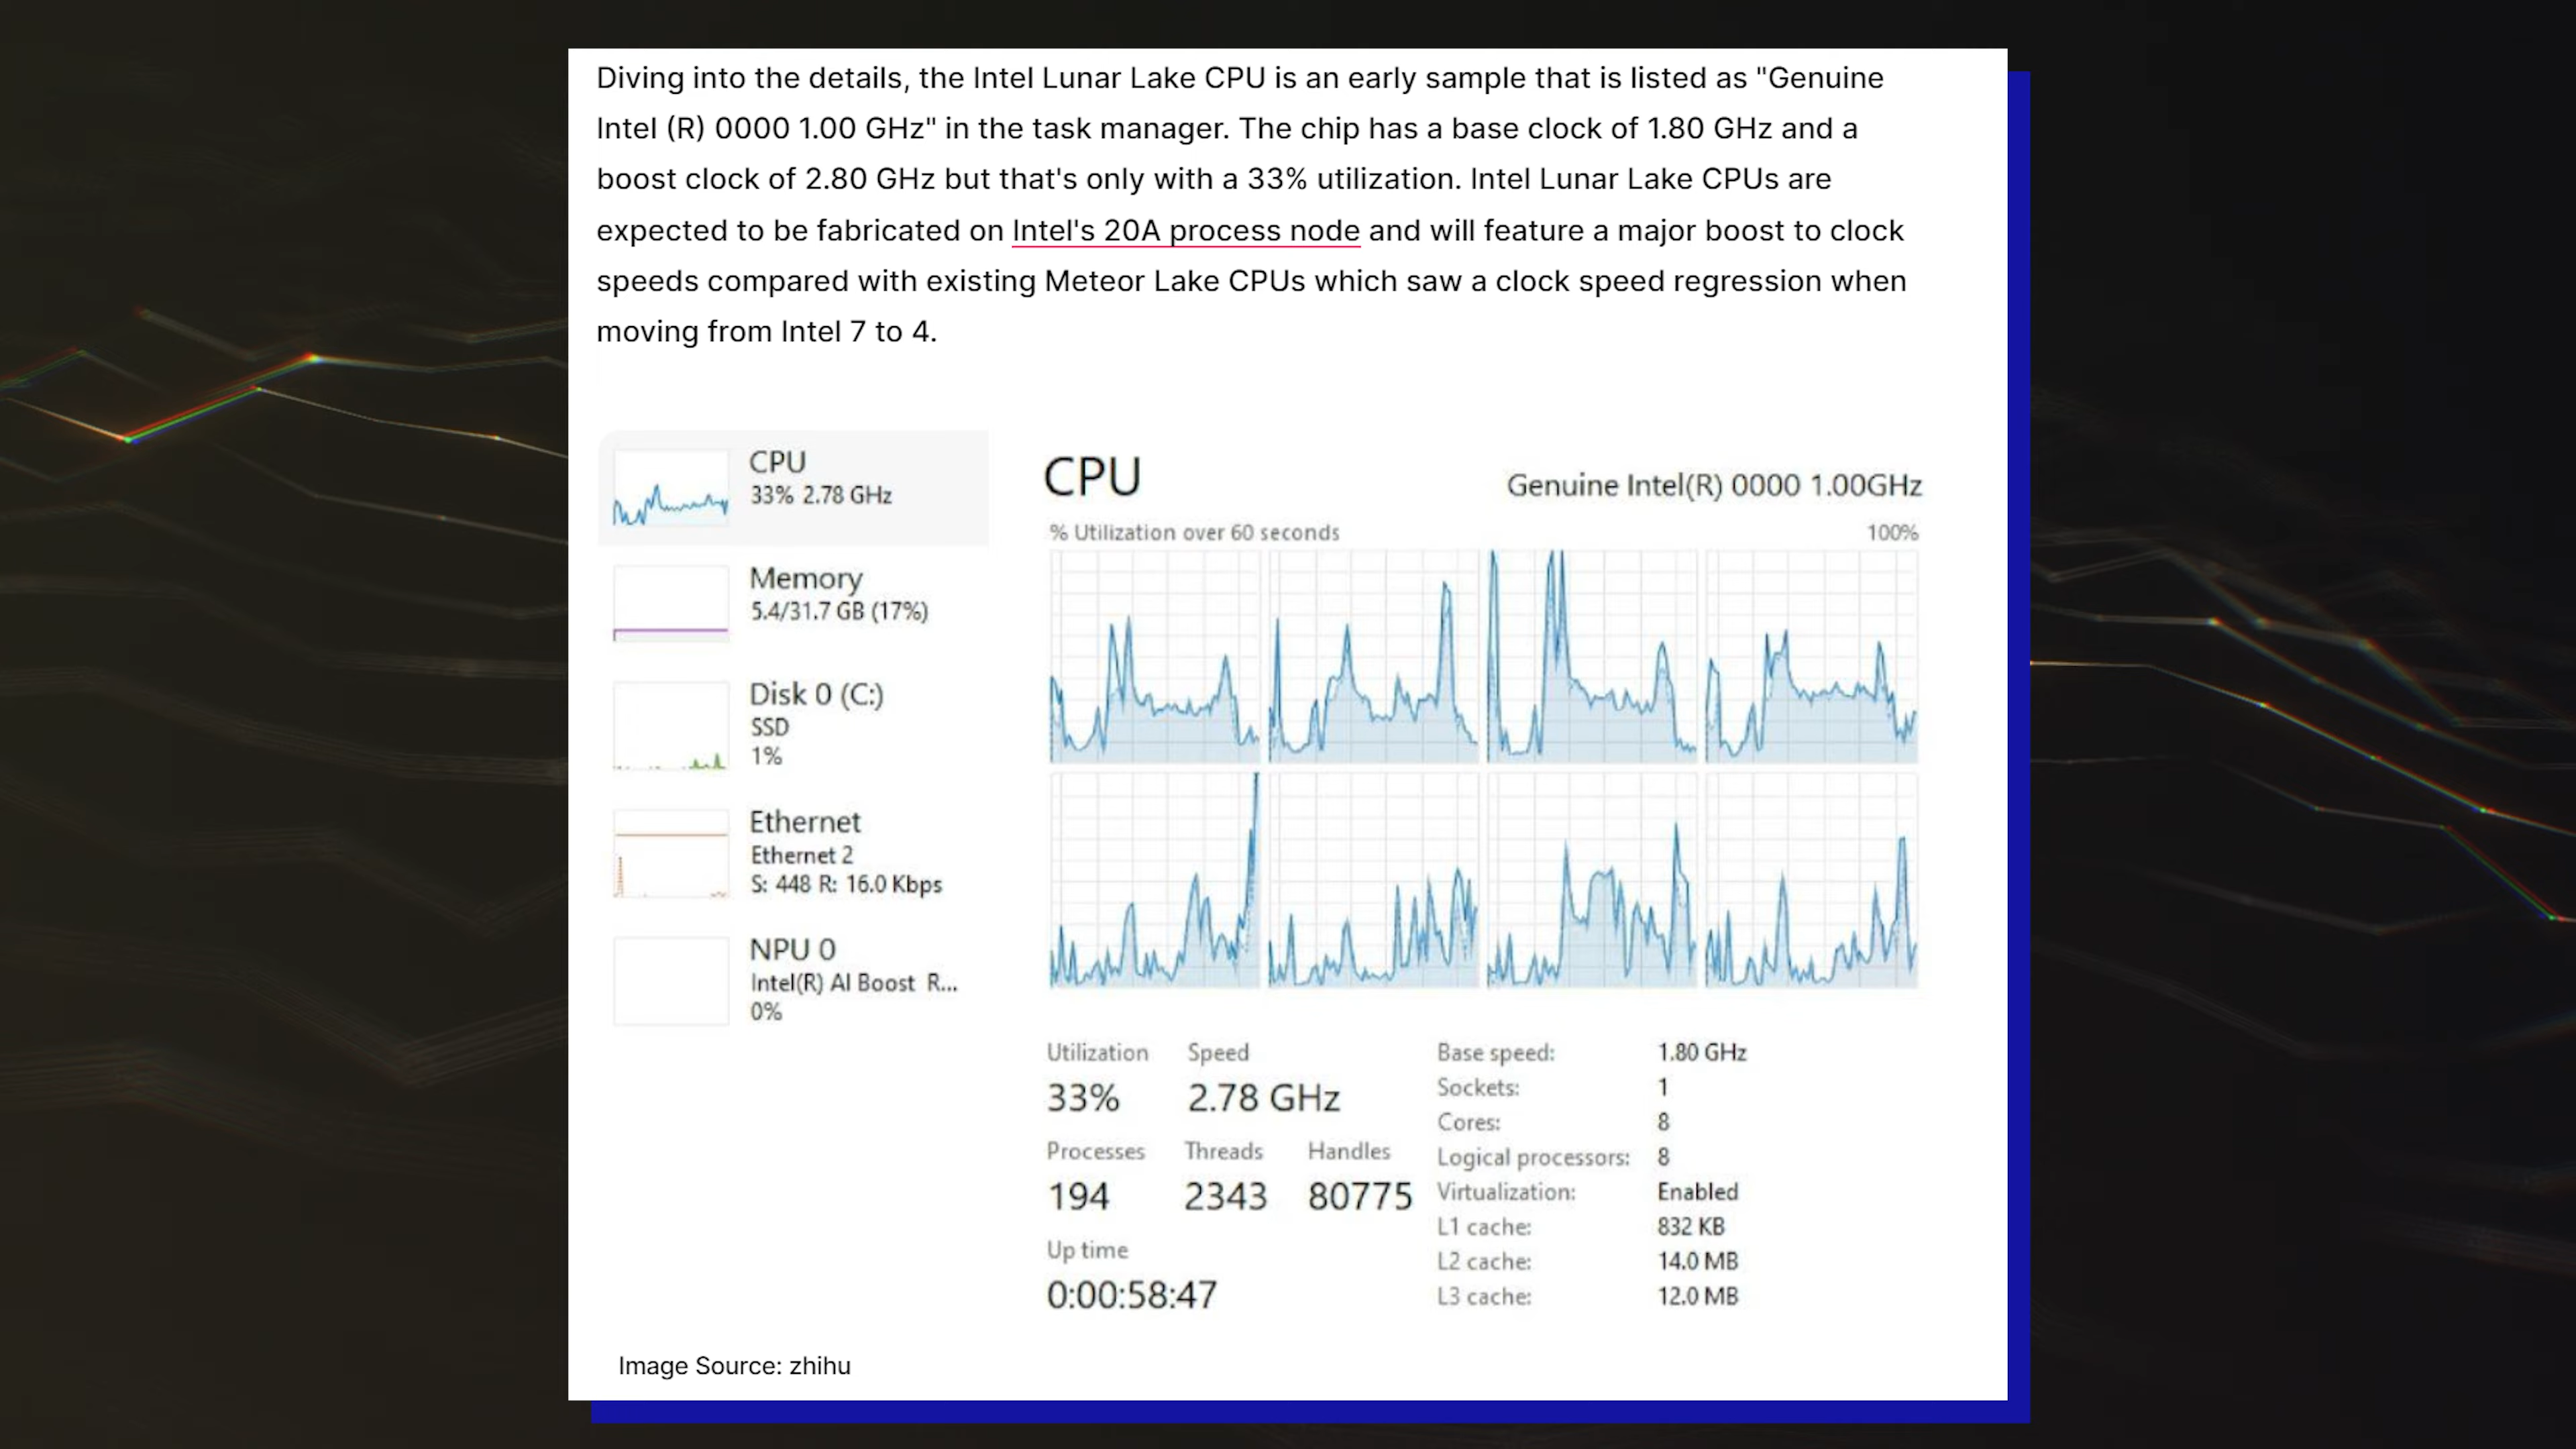 Diving into the details, the Intel Lunar Lake CPU is an early sample that is listed as "Genuine
Intel (R) 0000 1.00 GHz" in the task manager. The chip has a base clock of 1.80 GHz and a
boost clock of 2.80 GHz but that's only with a 33% utilization. Intel Lunar Lake CPUs are
expected to be fabricated on Intel's 20A process node and will feature a major boost to clock
speeds compared with existing Meteor Lake CPUs which saw a clock speed regression when
moving from Intel 7 to 4.
CPU
33% 2.78 GHz
Memory
5.4/31.7 GB (17%)
Disk 0 (C:)
SSD
1%
Ethernet
Ethernet 2
S: 448 R: 16.0 Kbps
NPU 0
Intel(R) AI Boost R...
0%
CPU
Genuine Intel(R) 0000 1.00GHz
% Utilization over 60 seconds
100%
Utilization Speed
33% 2.78 GHz
Processes Threads Handles
194 2343 80775
Up time
0:00:58:47
Base speed: 1.80 GHz
Sockets: 1
Cores: 8
Logical processors: 8
Virtualization: Enabled
L1 cache: 832 KB
L2 cache: 14.0 MB
L3 cache: 12.0 MB
Image Source: zhihu